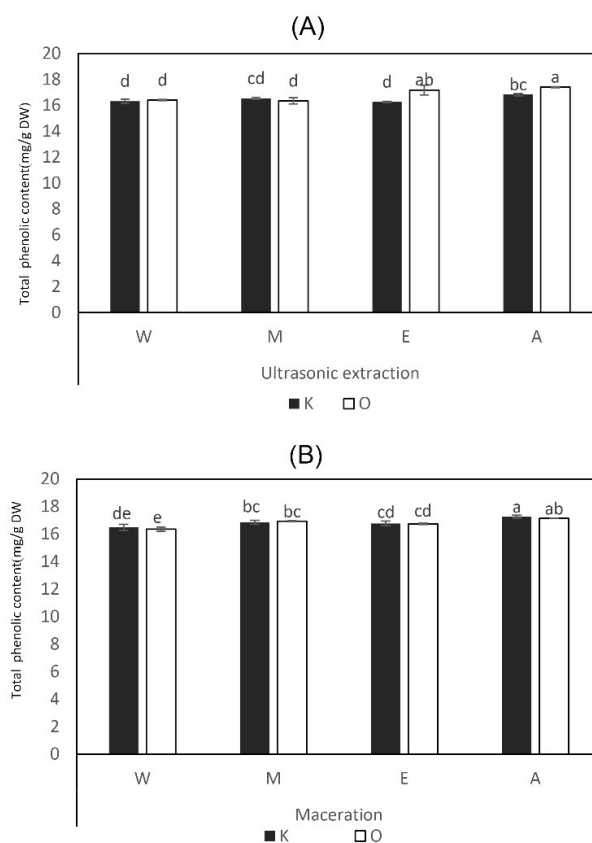 (A)
Total phenolic content(mg/g DW)
20
18
16
14
12
10
8
6
4
2
0
d d cd d d ab bc a
W M E A
Ultrasonic extraction
K O
(B)
Total phenolic content(mg/g DW
20
18
16
14
12
10
8
6
4
2
0
de e bc bc cd cd a ab
W M E A
Maceration
K O